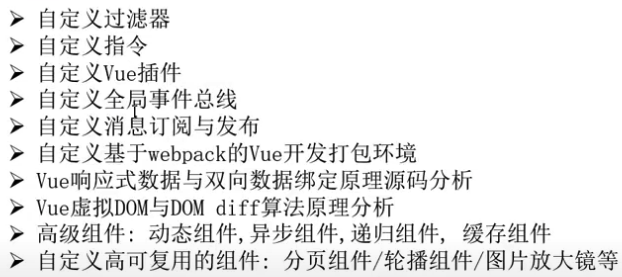 ➢ 自定义过滤器
➢ 自定义指令
➢ 自定义Vue插件
➢ 自定义全局事件总线
➢ 自定义消息订阅与发布
➢ 自定义基于webpack的Vue开发打包环境
➢ Vue响应式数据与双向数据绑定原理源码分析
➢ Vue虚拟DOM与DOM diff算法原理分析
➢ 高级组件: 动态组件,异步组件,递归组件, 缓存组件
➢ 自定义高可复用的组件: 分页组件/轮播组件/图片放大镜等